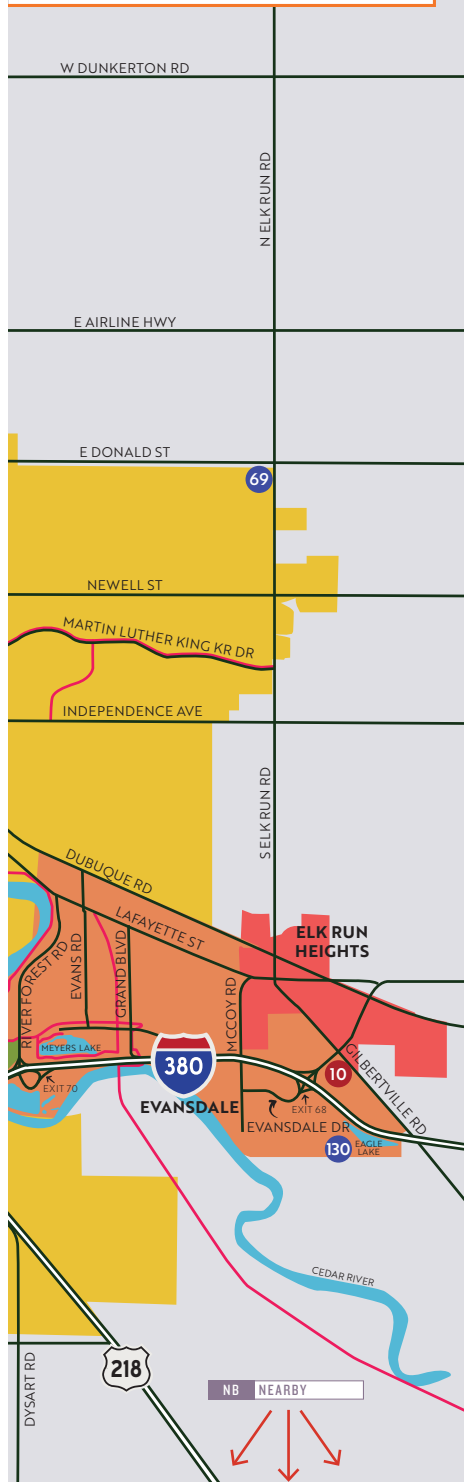 W DUNKERTON RD
N ELK RUN RD
E AIRLINE HWY
E DONALD ST
69
NEWELL ST
MARTIN LUTHER KING KR DR
INDEPENDENCE AVE
S ELK RUN RD
DUBUQUE RD
LAFAYETTE ST
ELK RUN
HEIGHTS
RIVER FOREST RD
EVANS RD
GRAND BLVD
MCCOY RD
MEYERS LAKE
380
10
GILBERTVILLE RD
EXIT 70
EVANSDALE
EXIT 68
EVANSDALE DR
130
EAGLE
LAKE
CEDAR RIVER
DYSART RD
218
NB NEARBY